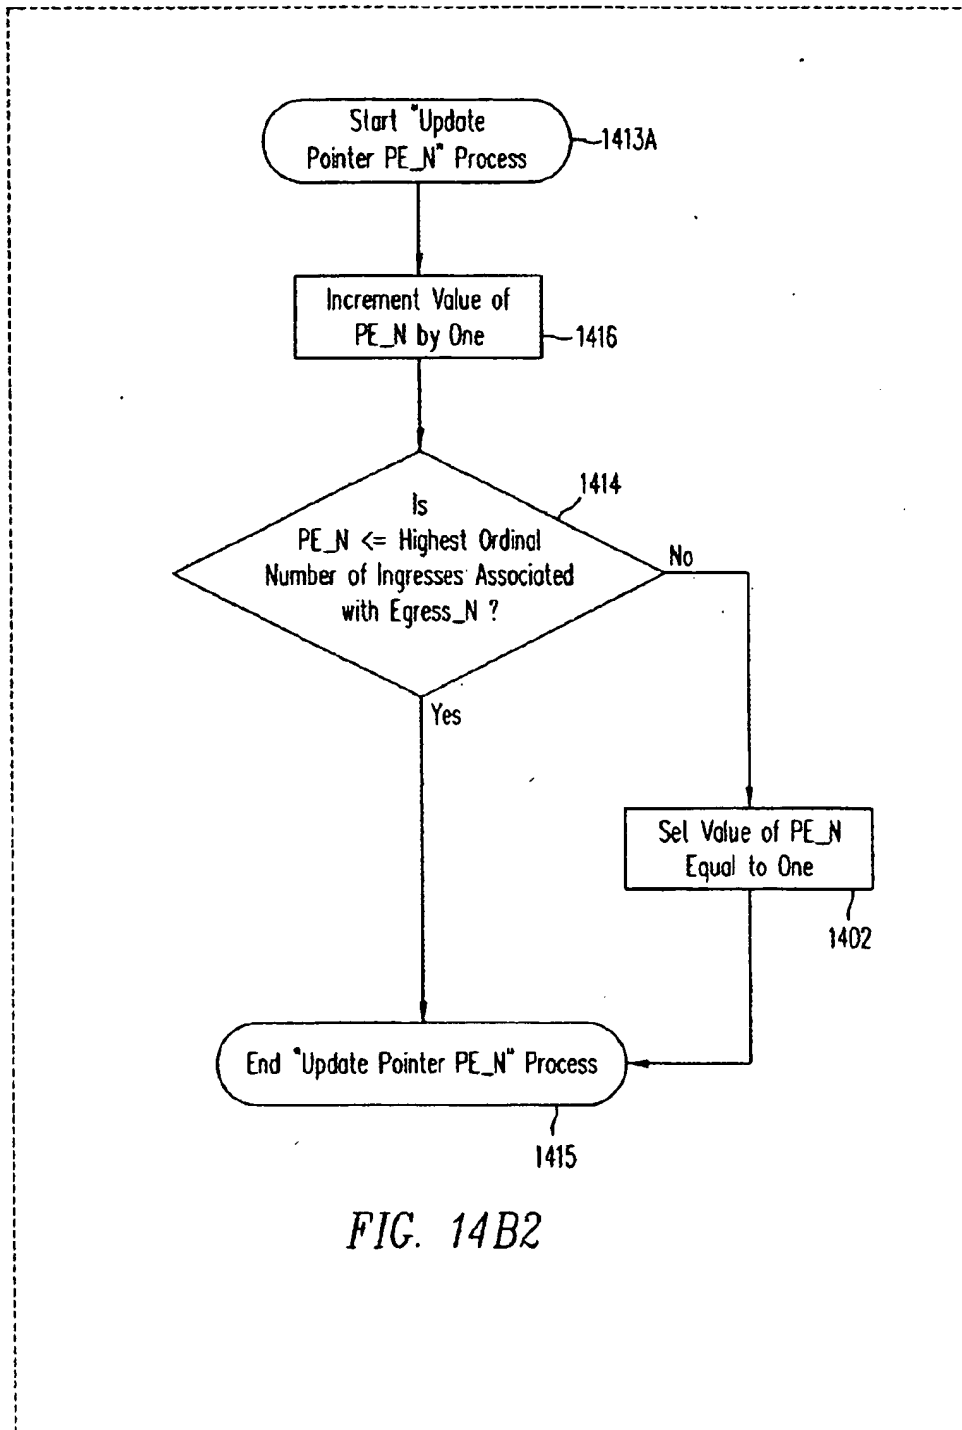 Start "Update
Pointer PE_N" Process
1413A
Increment Value of
PE_N by One
1416
1414
Is
PE_N <= Highest Ordinal
Number of Ingresses Associated
with Egress_N ?
No
Yes
Set Value of PE_N
Equal to One
1402
End "Update Pointer PE_N" Process
1415
FIG. 14B2